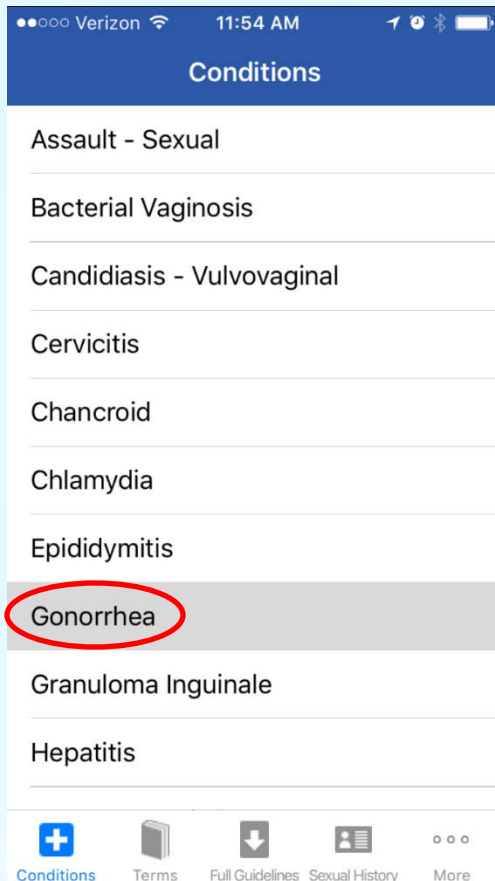 Verizon 11:54 AM
Conditions
Assault - Sexual
Bacterial Vaginosis
Candidiasis - Vulvovaginal
Cervicitis
Chancroid
Chlamydia
Epididymitis
Gonorrhea
Granuloma Inguinale
Hepatitis
Conditions Terms Full Guidelines Sexual History More